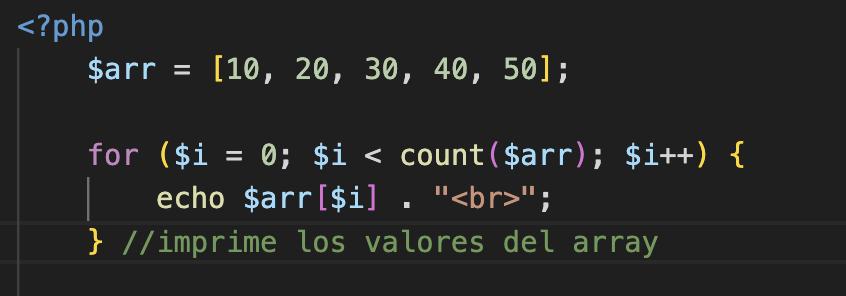 <?php
$arr = [10, 20, 30, 40, 50];
for ($i = 0; $i < count($arr); $i++) {
echo $arr[$i] . "<br>";
} //imprime los valores del array